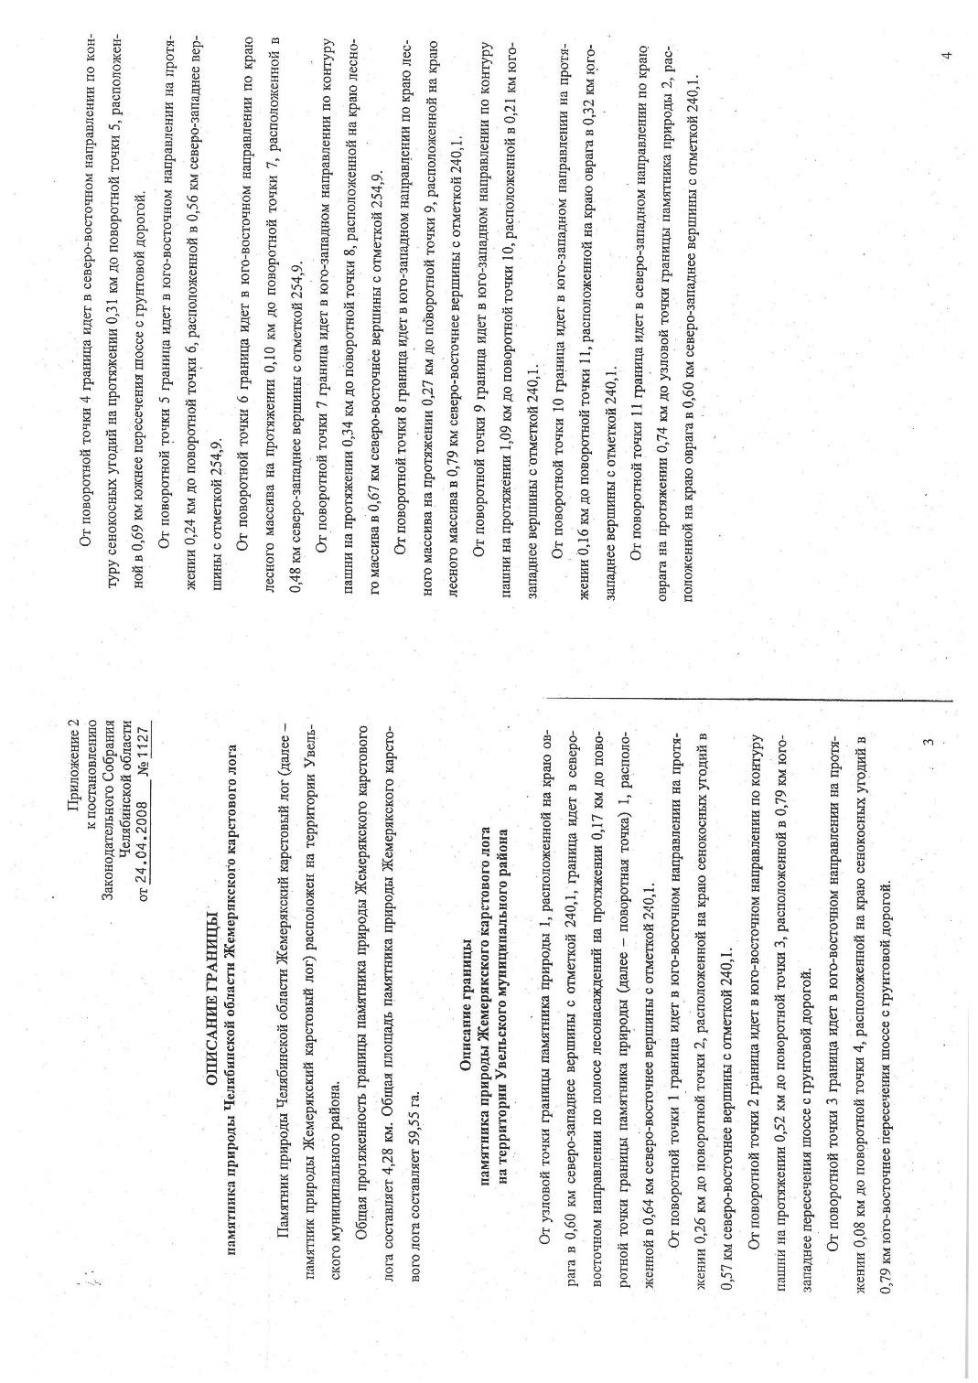 Приложение 2
к постановлению
Законодательного Собрания
Челябинской области
от 24.04.2008 № 1127
ОПИСАНИЕ ГРАНИЦЫ
памятника природы Челябинской области Жемерякского карстового лога
Памятник природы Челябинской области Жемерякский карстовый лог (далее –
памятник природы Жемерякский карстовый лог) расположен на территории Увель-
ского муниципального района.
Общая протяженность границы памятника природы Жемерякского карстового
лога составляет 4,28 км. Общая площадь памятника природы Жемерякского карсто-
вого лога составляет 59,55 га.
Описание границы
памятника природы Жемерякского карстового лога
на территории Увельского муниципального района
От узловой точки границы памятника природы 1, расположенной на краю ов-
рага в 0,60 км северо-западнее вершины с отметкой 240,1, граница идет в северо-
восточном направлении по полосе лесонасаждений на протяжении 0,17 км до пово-
ротной точки границы памятника природы (далее – поворотная точка) 1, располо-
женной в 0,64 км северо-восточнее вершины с отметкой 240,1.
От поворотной точки 1 граница идет в юго-восточном направлении на протя-
жении 0,26 км до поворотной точки 2, расположенной на краю сенокосных угодий в
0,57 км северо-восточнее вершины с отметкой 240,1.
От поворотной точки 2 граница идет в юго-восточном направлении по контуру
пашни на протяжении 0,52 км до поворотной точки 3, расположенной в 0,79 км юго-
западнее пересечения шоссе с грунтовой дорогой.
От поворотной точки 3 граница идет в юго-восточном направлении на протя-
жении 0,08 км до поворотной точки 4, расположенной на краю сенокосных угодий в
0,79 км юго-восточнее пересечения шоссе с грунтовой дорогой.
3
От поворотной точки 4 граница идет в северо-восточном направлении по кон-
туру сенокосных угодий на протяжении 0,31 км до поворотной точки 5, расположен-
ной в 0,69 км южнее пересечения шоссе с грунтовой дорогой.
От поворотной точки 5 граница идет в юго-восточном направлении на протя-
жении 0,24 км до поворотной точки 6, расположенной в 0,56 км северо-западнее вер-
шины с отметкой 254,9.
От поворотной точки 6 граница идет в юго-восточном направлении по краю
лесного массива на протяжении 0,10 км до поворотной точки 7, расположенной в
0,48 км северо-западнее вершины с отметкой 254,9.
От поворотной точки 7 граница идет в юго-западном направлении по контуру
пашни на протяжении 0,34 км до поворотной точки 8, расположенной на краю лесно-
го массива в 0,67 км северо-восточнее вершины с отметкой 254,9.
От поворотной точки 8 граница идет в юго-западном направлении по краю лес-
ного массива на протяжении 0,27 км до поворотной точки 9, расположенной на краю
лесного массива в 0,79 км северо-восточнее вершины с отметкой 240,1.
От поворотной точки 9 граница идет в юго-западном направлении по контуру
пашни на протяжении 1,09 км до поворотной точки 10, расположенной в 0,21 км юго-
западнее вершины с отметкой 240,1.
От поворотной точки 10 граница идет в юго-западном направлении на протя-
жении 0,16 км до поворотной точки 11, расположенной на краю оврага в 0,32 км юго-
западнее вершины с отметкой 240,1.
От поворотной точки 11 граница идет в северо-западном направлении по краю
оврага на протяжении 0,74 км до узловой точки границы памятника природы 2, рас-
положенной на краю оврага в 0,60 км северо-западнее вершины с отметкой 240,1.
4